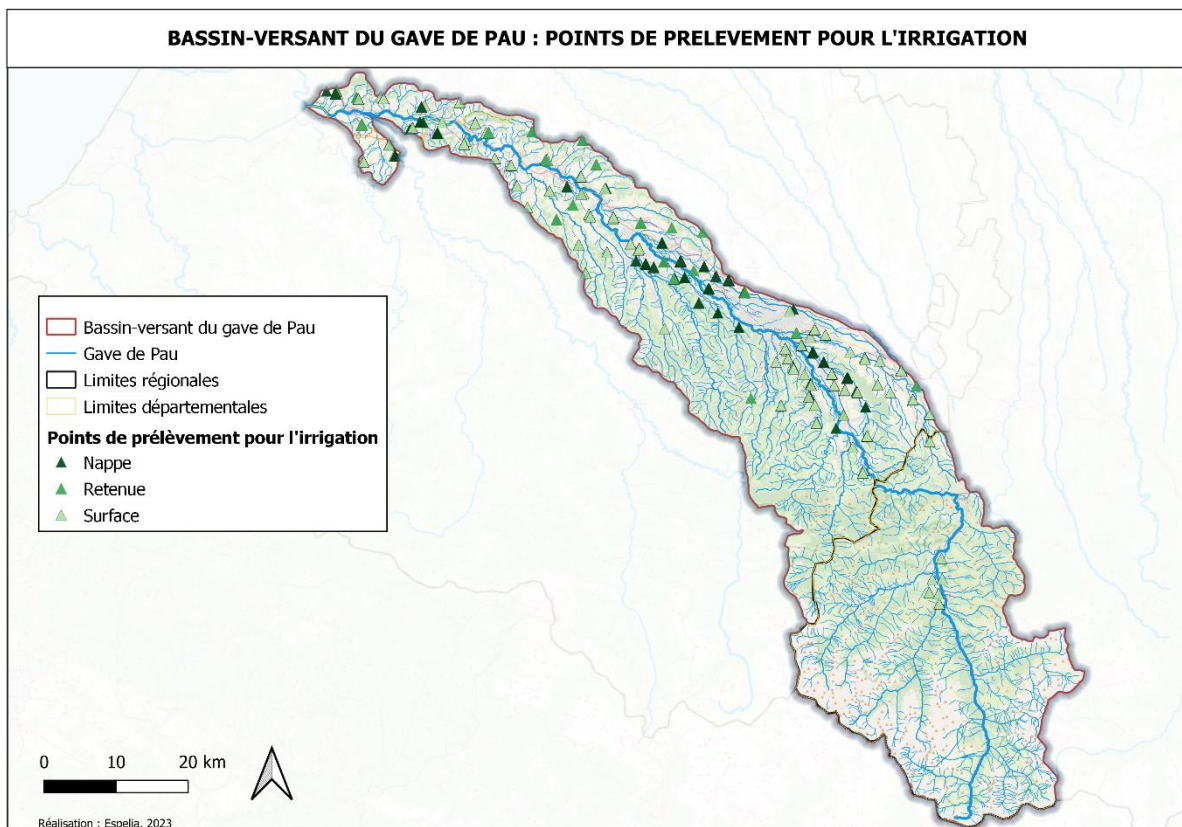 BASSIN-VERSANT DU GAVE DE PAU : POINTS DE PRELEVEMENT POUR L'IRRIGATION
Bassin-versant du gave de Pau
Gave de Pau
Limites régionales
Limites départementales
Points de prélèvement pour l'irrigation
Nappe
Retenue
Surface
0 10 20 km
Réalisation : Espelia, 2023